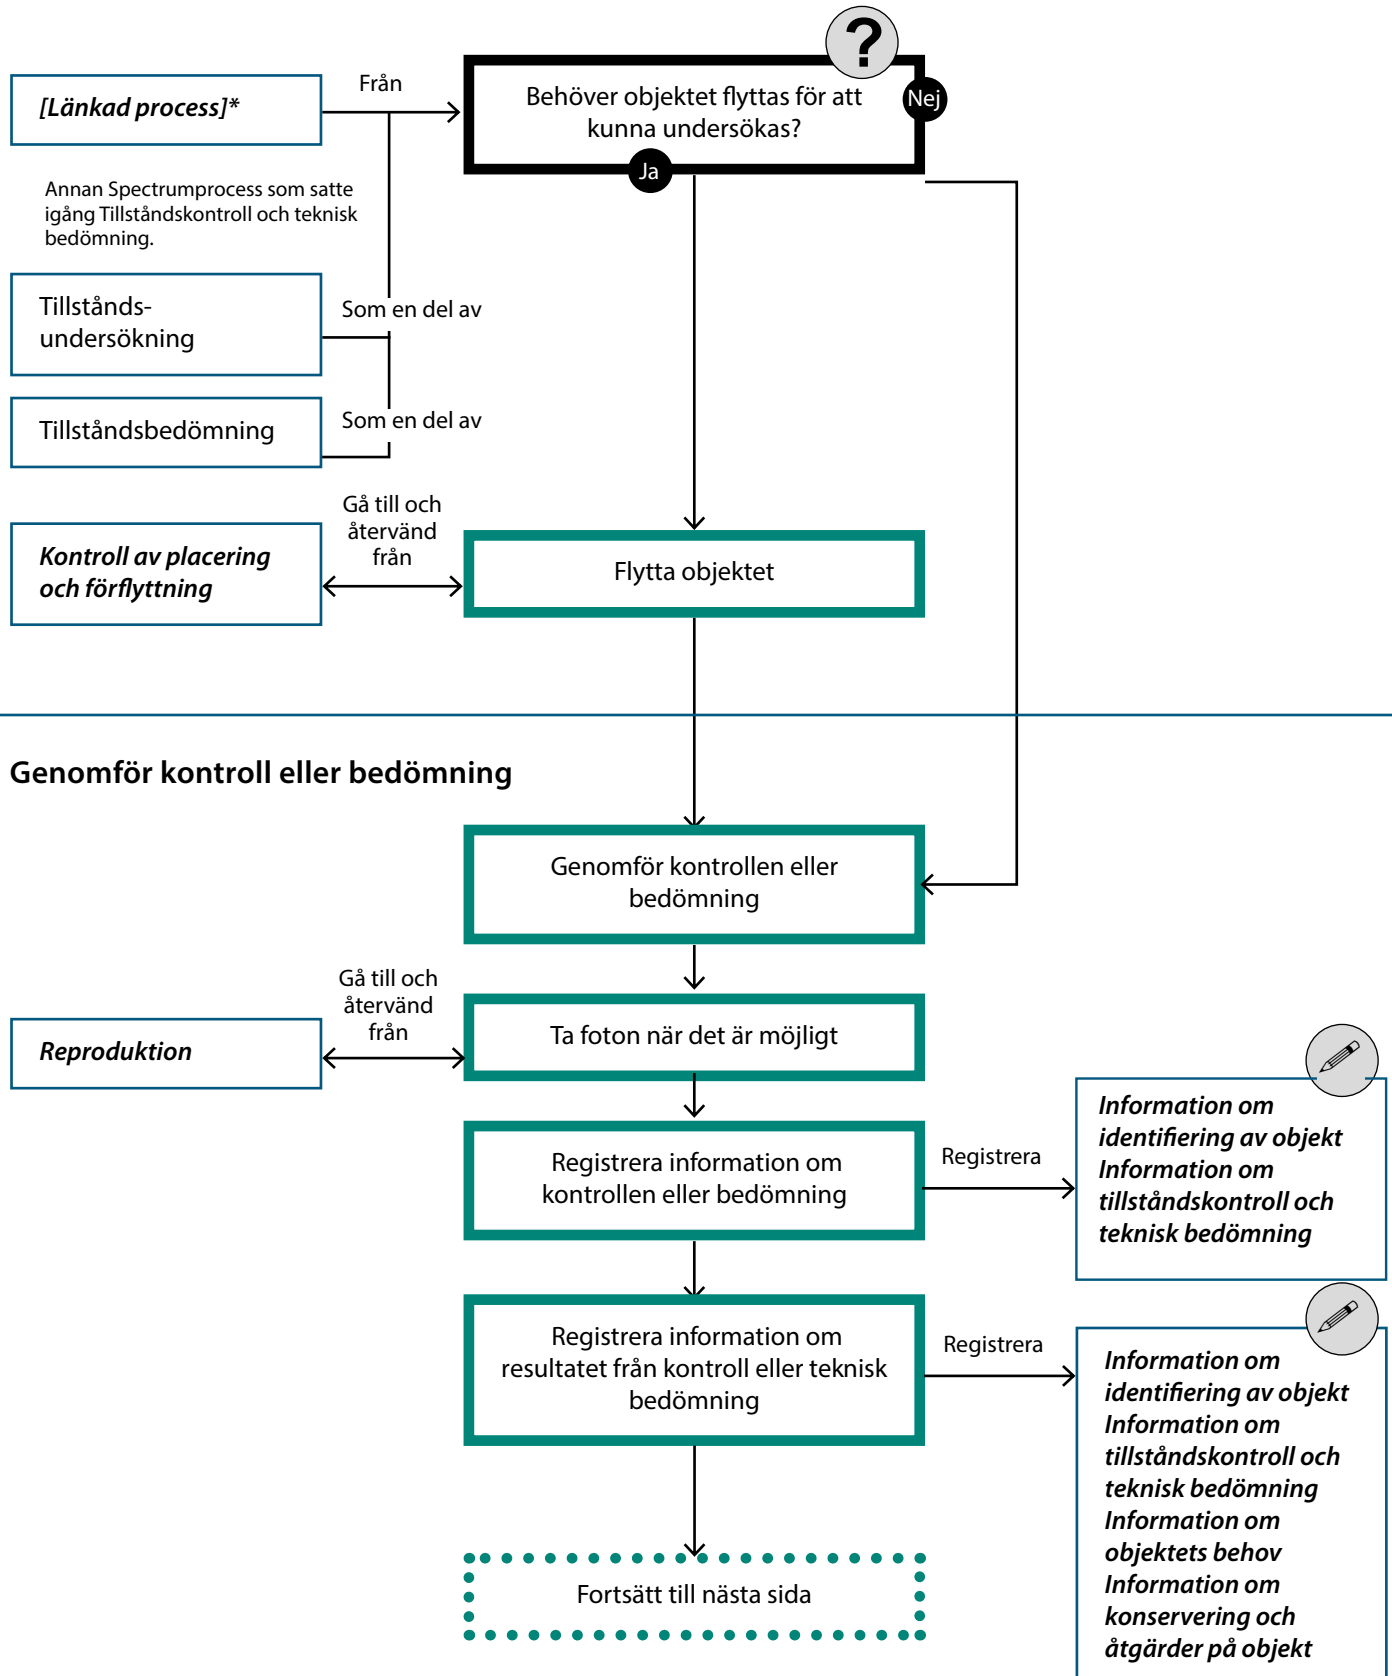 ?
[Länkad process]*
Från
Behöver objektet flyttas för att
kunna undersökas?
Nej
Ja
Annan Spectrumprocess som satte
igång Tillståndskontroll och teknisk
bedömning.
Tillstånds-
undersökning
Som en del av
Tillståndsbedömning
Som en del av
Kontroll av placering
och förflyttning
Gå till och
återvänd
från
Flytta objektet
Genomför kontroll eller bedömning
Genomför kontrollen eller
bedömning
Reproduktion
Gå till och
återvänd
från
Ta foton när det är möjligt
Registrera information om
kontrollen eller bedömning
Registrera
Information om
identifiering av objekt
Information om
tillståndskontroll och
teknisk bedömning
Registrera information om
resultatet från kontroll eller teknisk
bedömning
Registrera
Information om
identifiering av objekt
Information om
tillståndskontroll och
teknisk bedömning
Information om
objektets behov
Information om
konservering och
åtgärder på objekt
Fortsätt till nästa sida